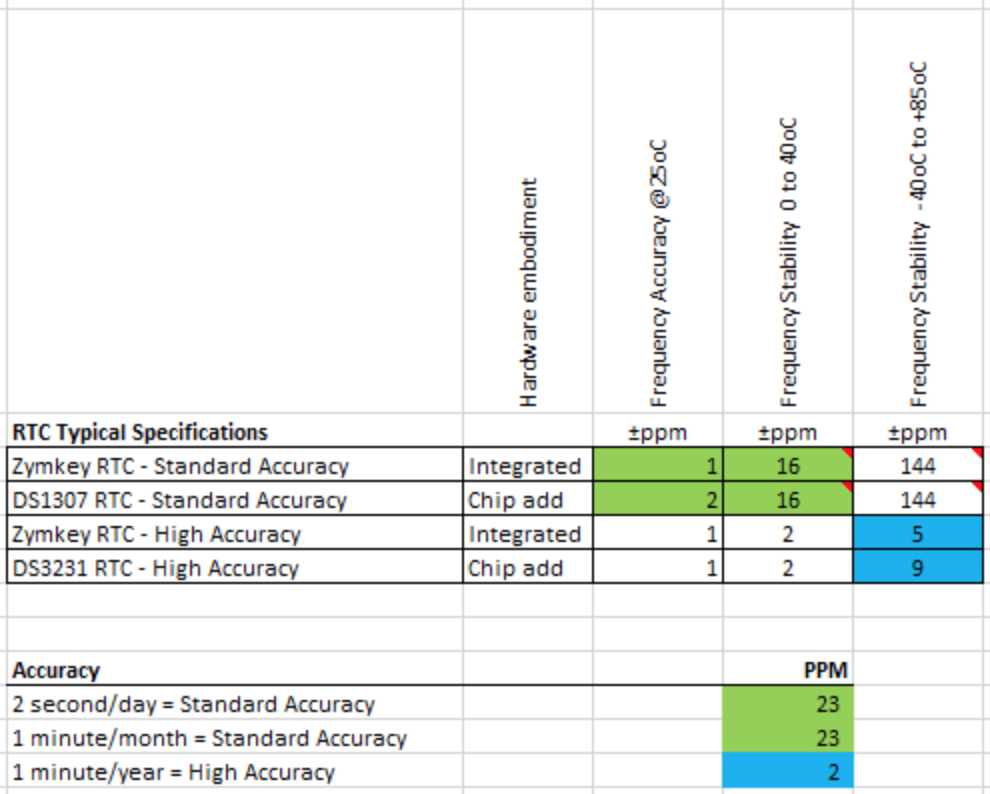 Hardware embodiment
Frequency Accuracy @25oC
Frequency Stability 0 to 40oC
Frequency Stability -40oC to +85oC
RTC Typical Specifications ±ppm ±ppm ±ppm
Zymkey RTC - Standard Accuracy Integrated 1 16 144
DS1307 RTC - Standard Accuracy Chip add 2 16 144
Zymkey RTC - High Accuracy Integrated 1 2 5
DS3231 RTC - High Accuracy Chip add 1 2 9
Accuracy PPM
2 second/day = Standard Accuracy 23
1 minute/month = Standard Accuracy 23
1 minute/year = High Accuracy 2